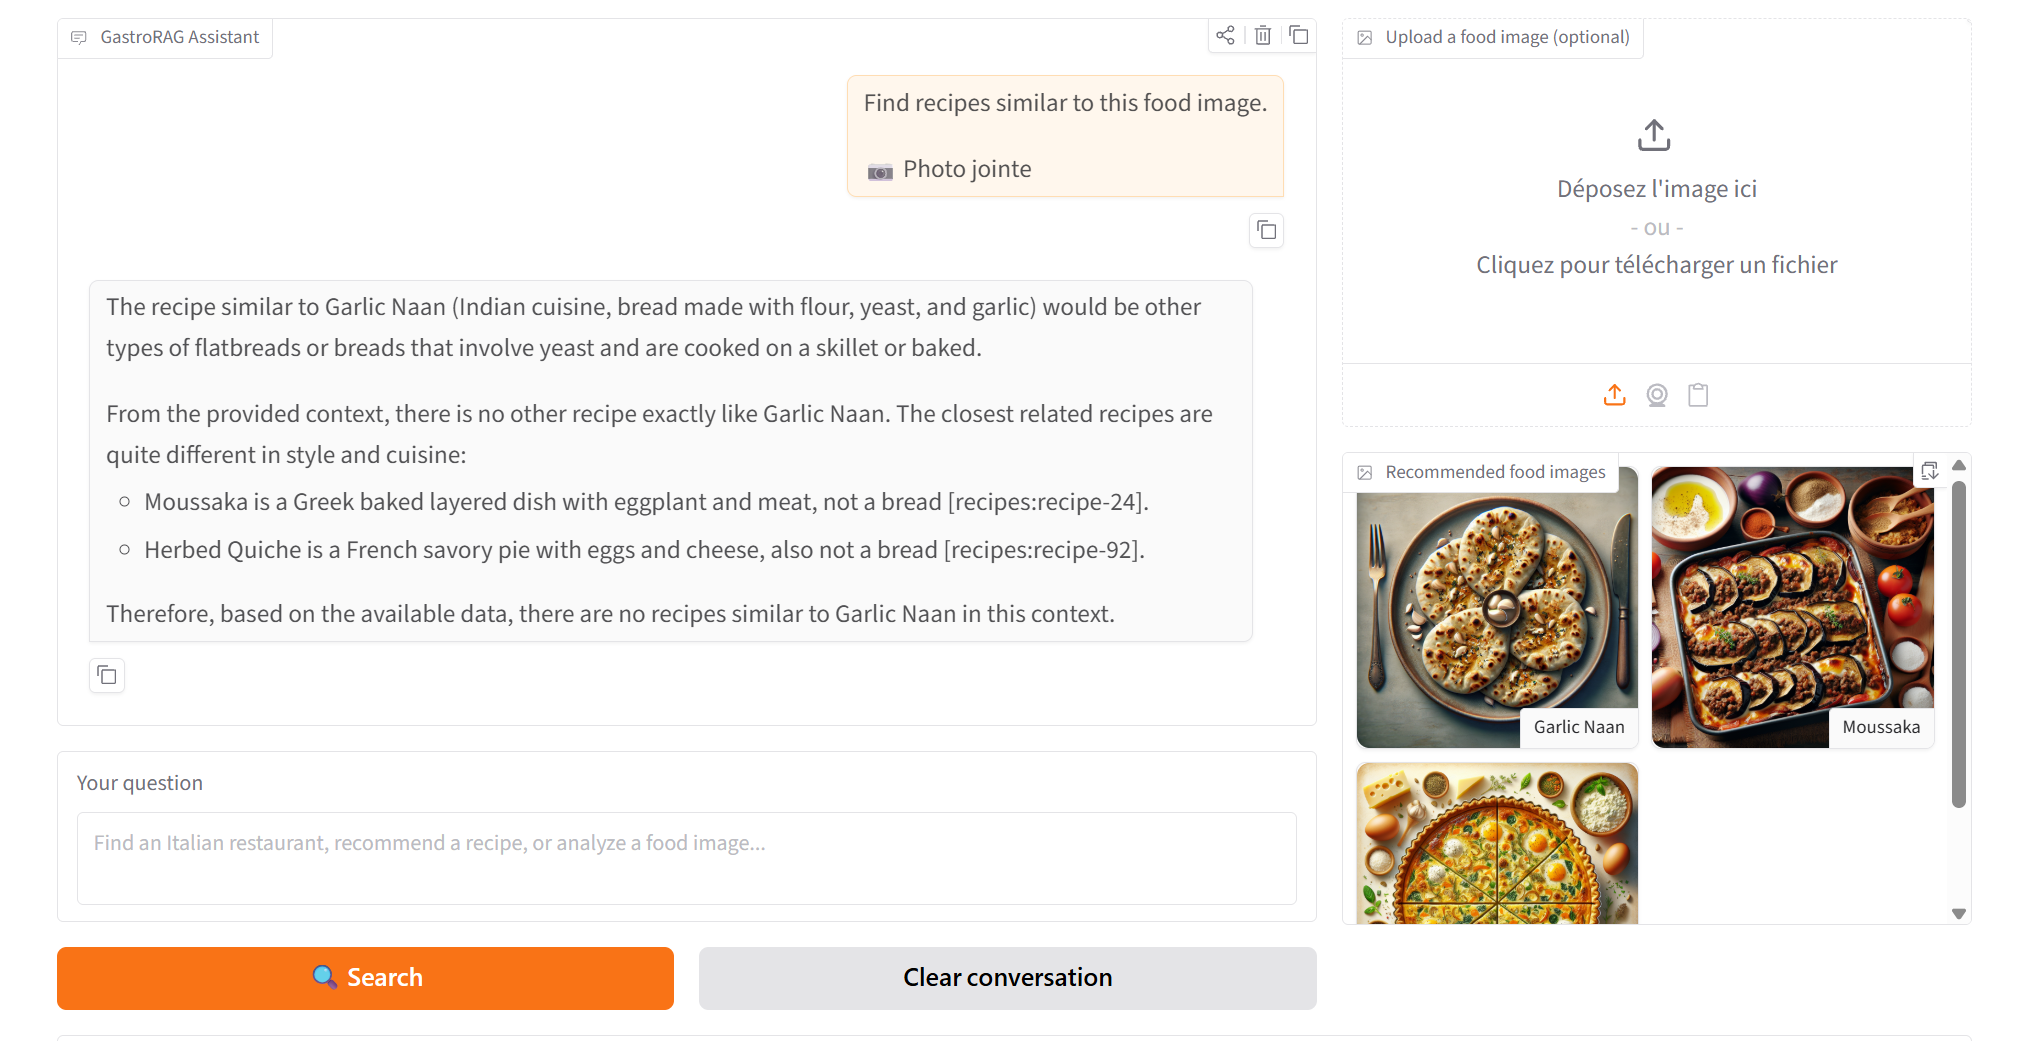 GastroRAG Assistant
Find recipes similar to this food image.
📷 Photo jointe
The recipe similar to Garlic Naan (Indian cuisine, bread made with flour, yeast, and garlic) would be other
types of flatbreads or breads that involve yeast and are cooked on a skillet or baked.
From the provided context, there is no other recipe exactly like Garlic Naan. The closest related recipes are
quite different in style and cuisine:
Moussaka is a Greek baked layered dish with eggplant and meat, not a bread [recipes:recipe-24].
Herbed Quiche is a French savory pie with eggs and cheese, also not a bread [recipes:recipe-92].
Therefore, based on the available data, there are no recipes similar to Garlic Naan in this context.
Your question
Find an Italian restaurant, recommend a recipe, or analyze a food image...
🔍 Search
Clear conversation
Upload a food image (optional)
Déposez l'image ici
- ou -
Cliquez pour télécharger un fichier
Recommended food images
Garlic Naan
Moussaka